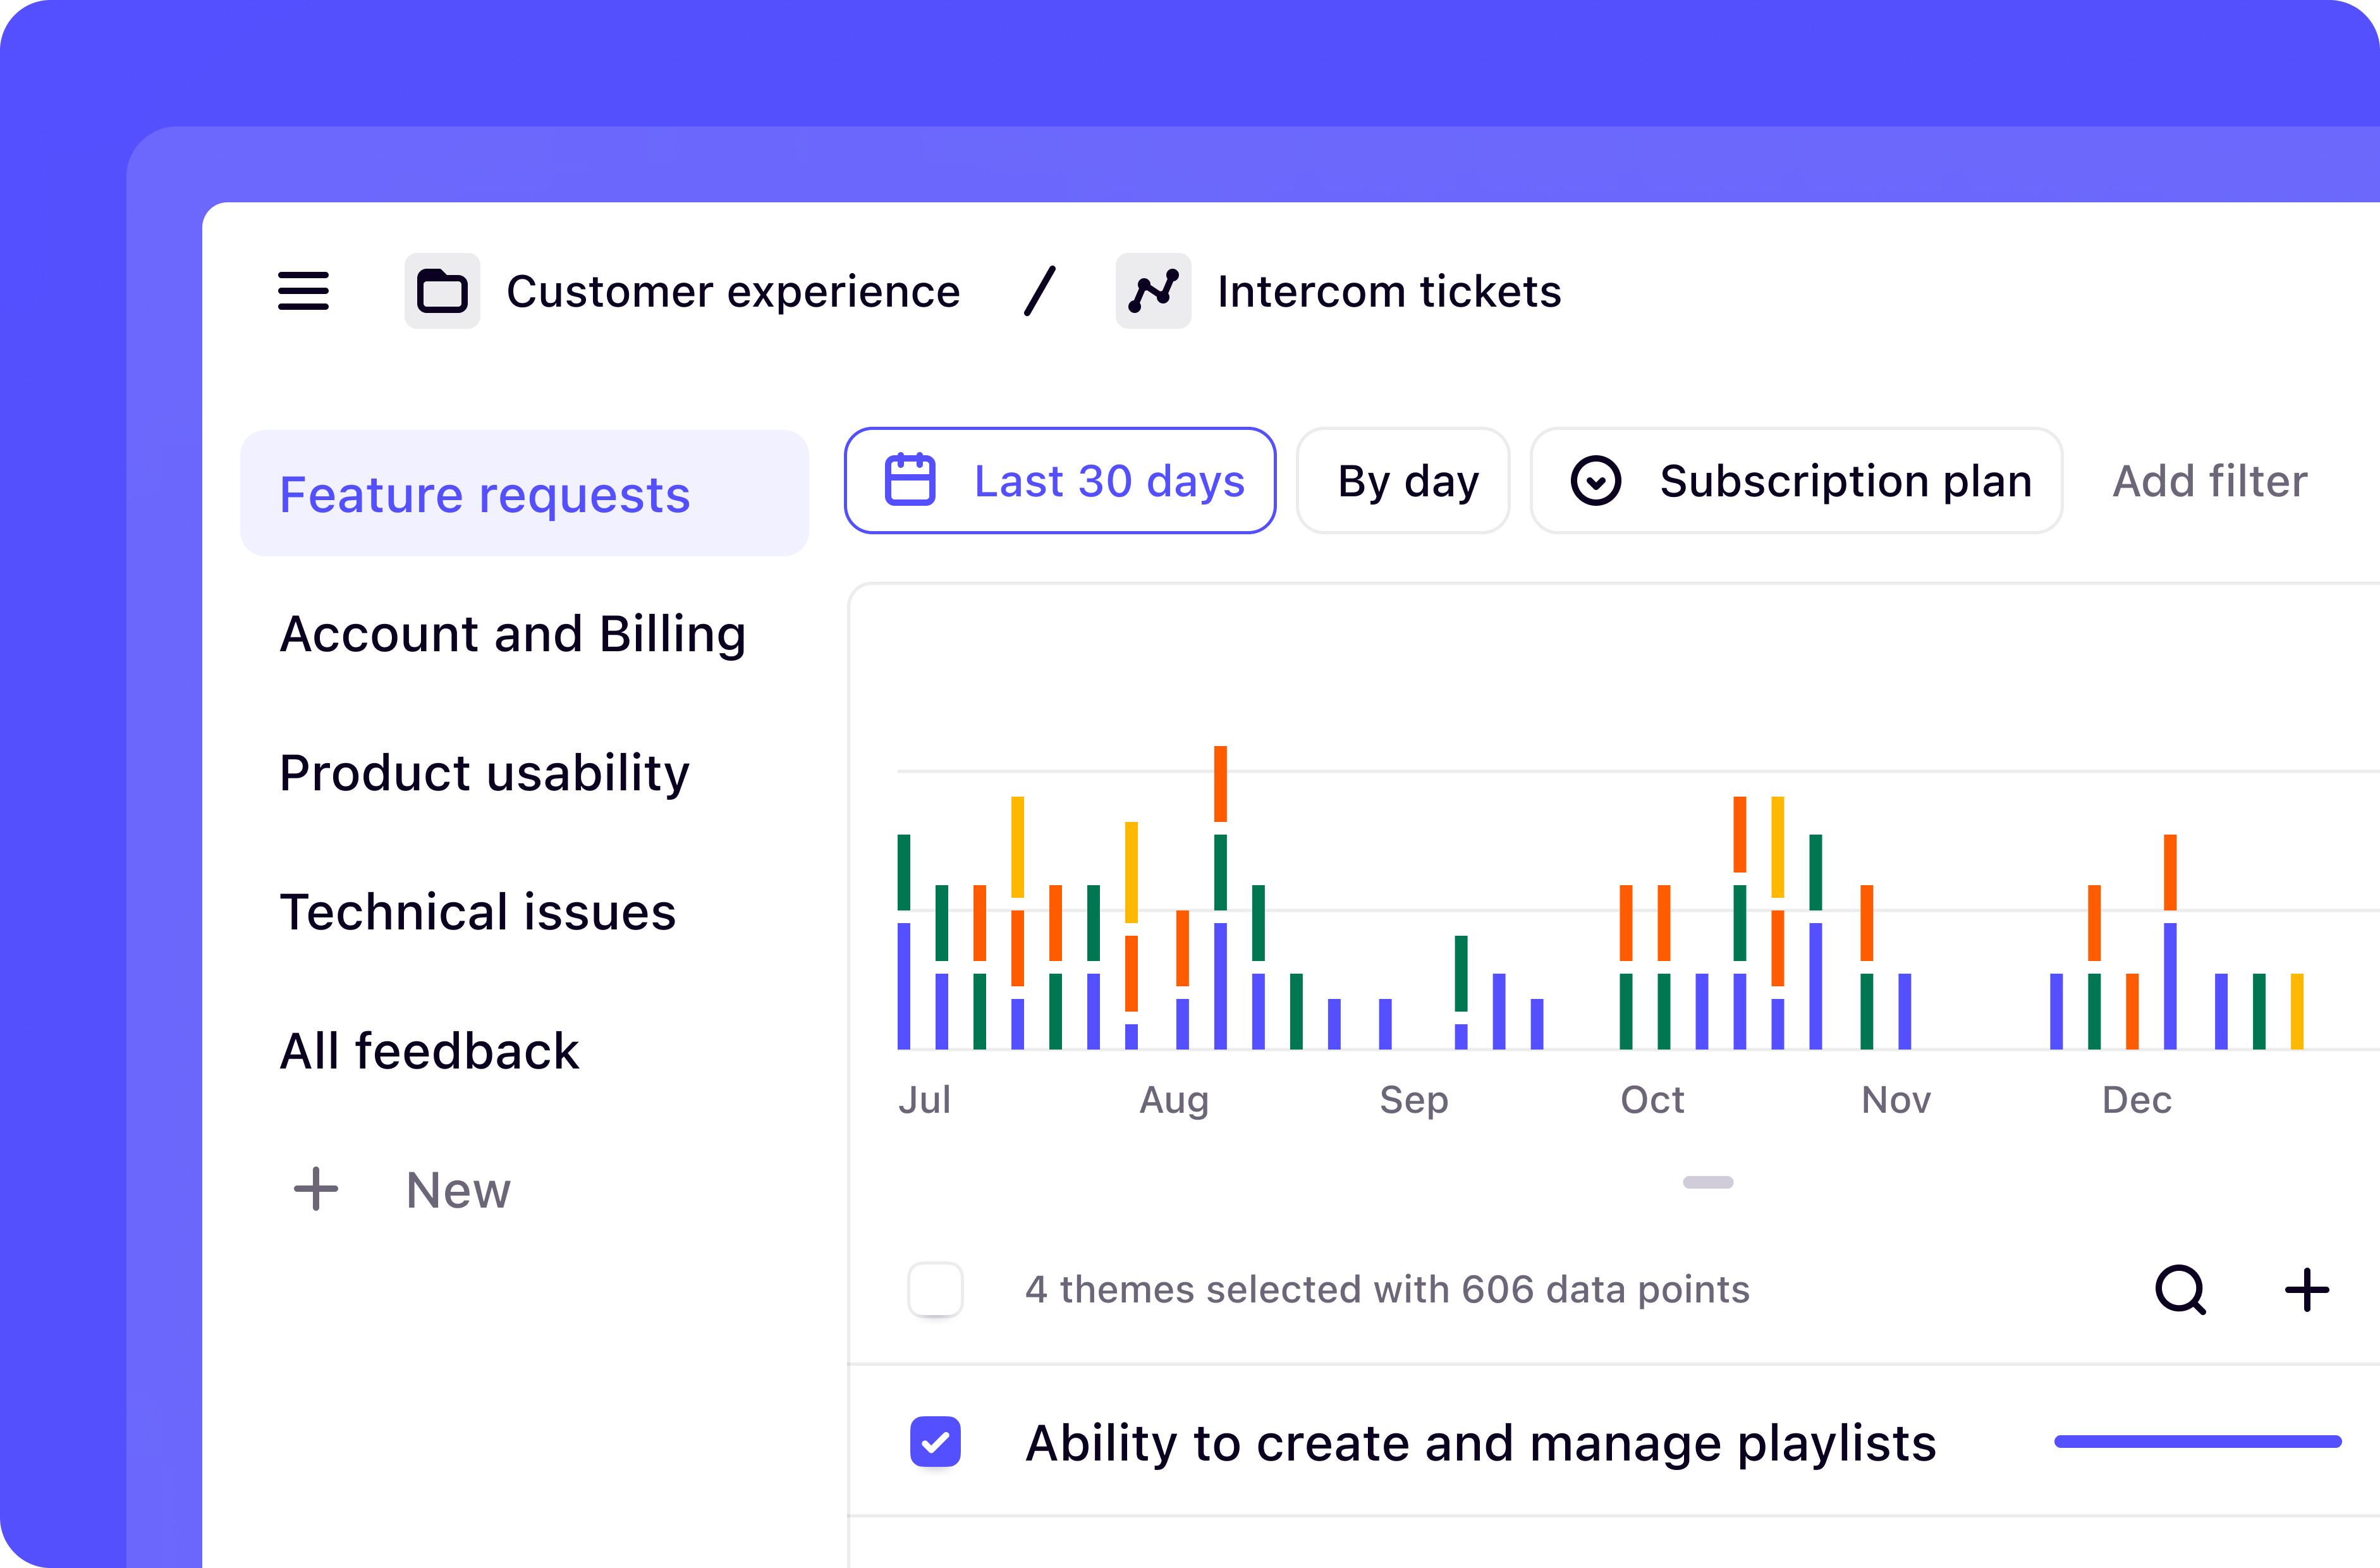 Customer experience / Intercom tickets
Feature requests
Last 30 days
By day
Subscription plan
Add filter
Account and Billing
Product usability
Technical issues
All feedback
New
Jul Aug Sep Oct Nov Dec
4 themes selected with 606 data points
Ability to create and manage playlists